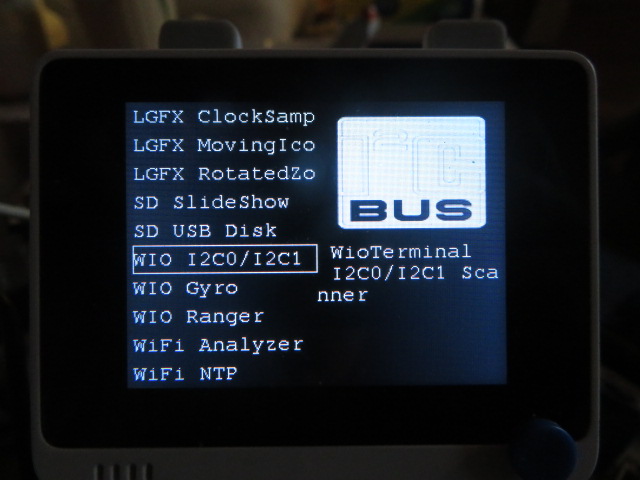 LGFX ClockSamp
LGFX MovingIco
LGFX RotatedZo
SD SlideShow
SD USB Disk
WIO I2C0/I2C1
WIO Gyro
WIO Ranger
WiFi Analyzer
WiFi NTP
BUS
WioTerminal
I2C0/I2C1 Sca
nner